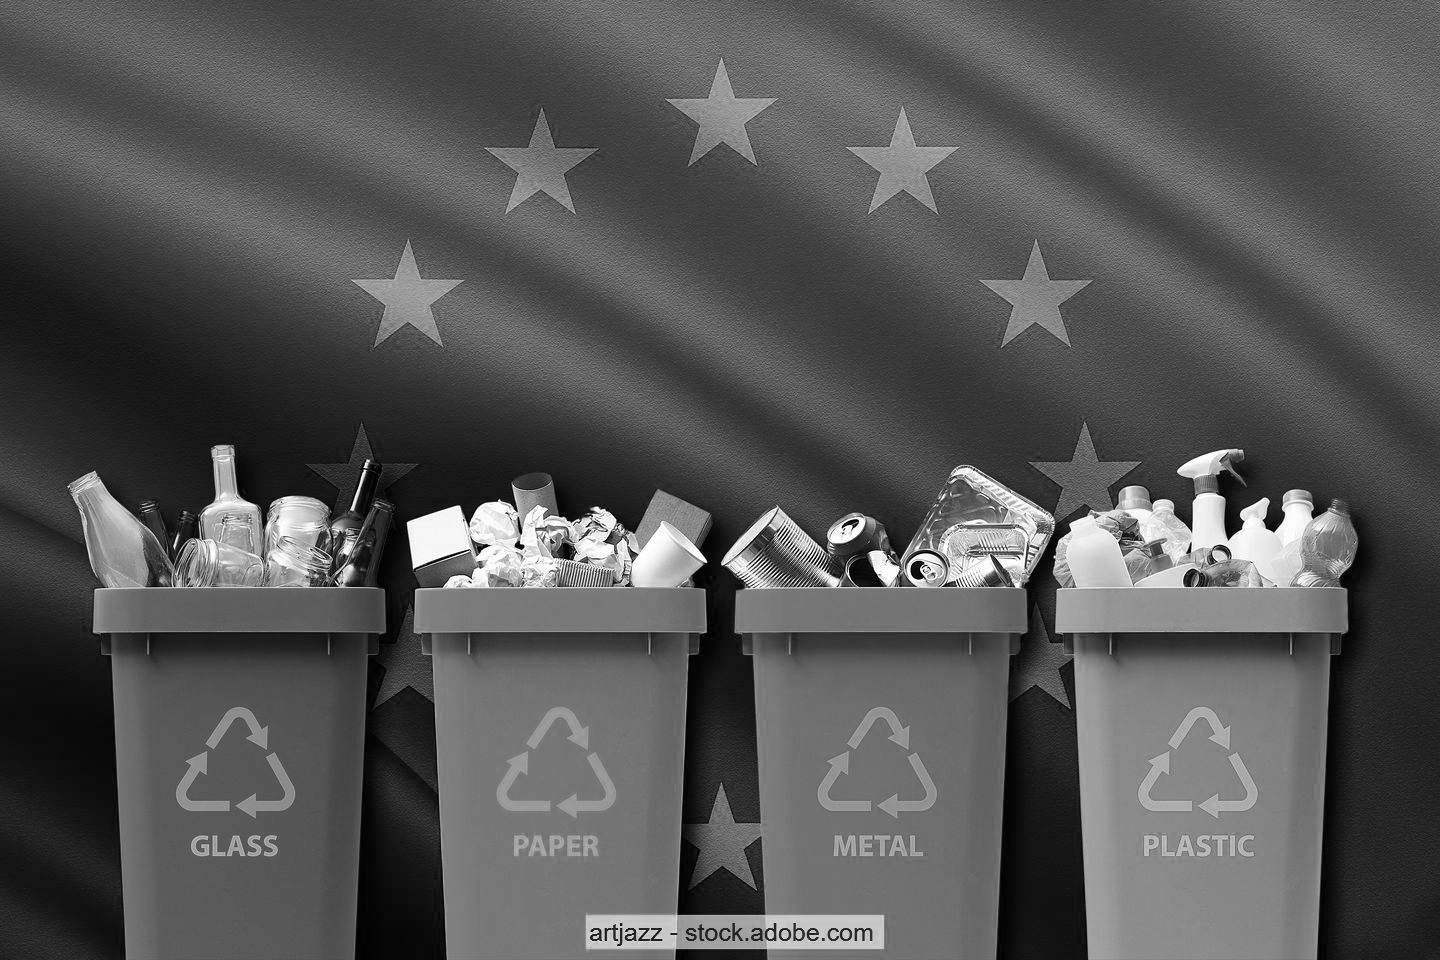 GLASS
PAPER
METAL
PLASTIC
artjazz - stock.adobe.com